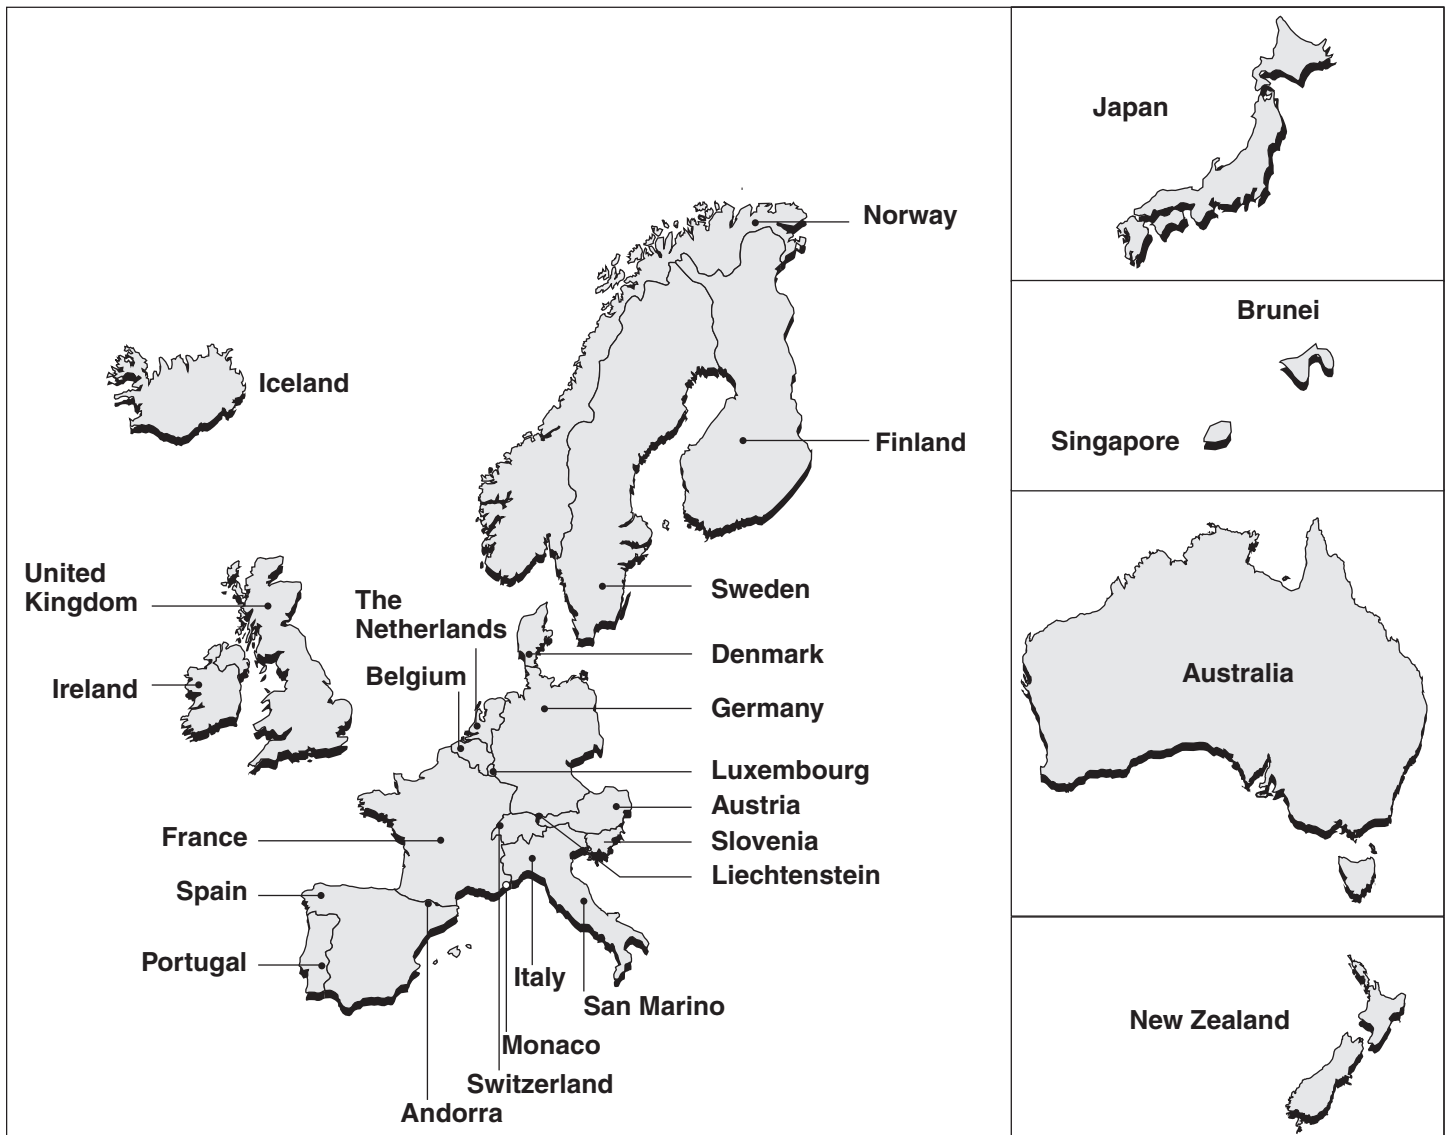 Norway
Iceland
Finland
United
Kingdom
Sweden
The
Netherlands
Denmark
Belgium
Ireland
Germany
Luxembourg
Austria
France
Slovenia
Liechtenstein
Spain
Portugal
Italy
San Marino
Monaco
Switzerland
Andorra
Japan
Brunei
Singapore
Australia
New Zealand